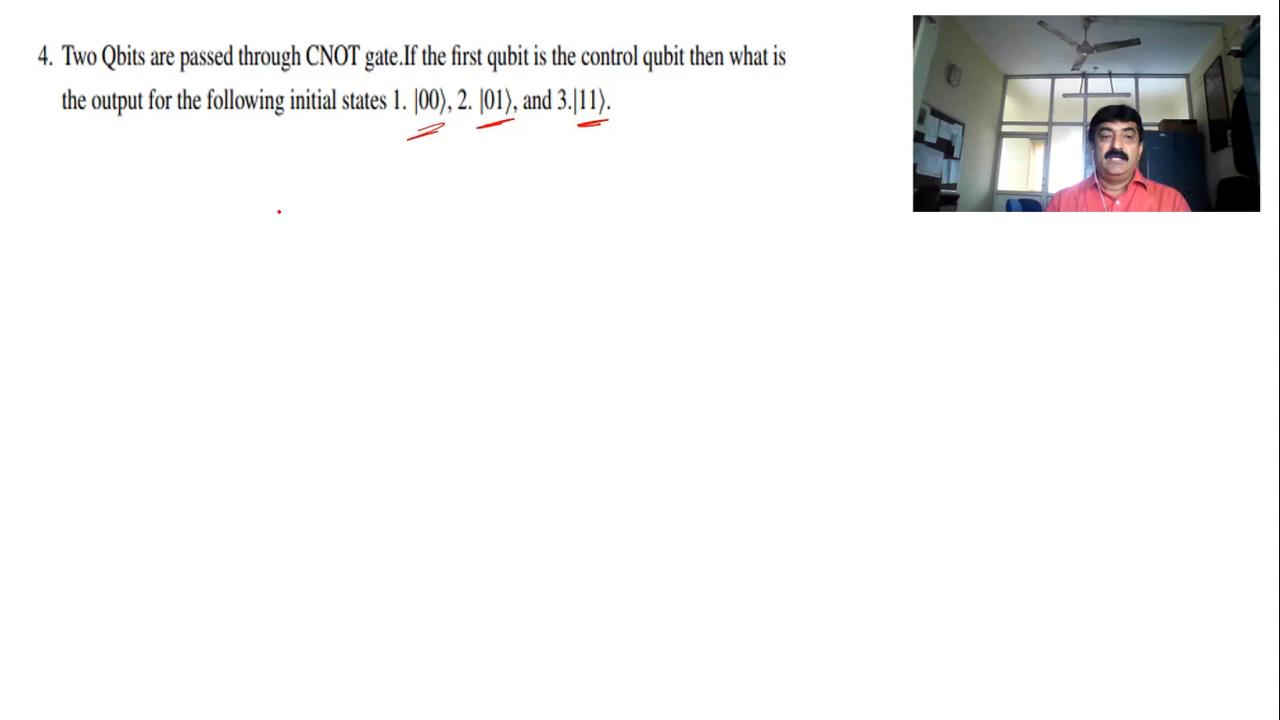 4. Two Qbits are passed through CNOT gate.If the first qubit is the control qubit then what is
the output for the following initial states 1. |00⟩, 2. |01⟩, and 3.|11⟩.